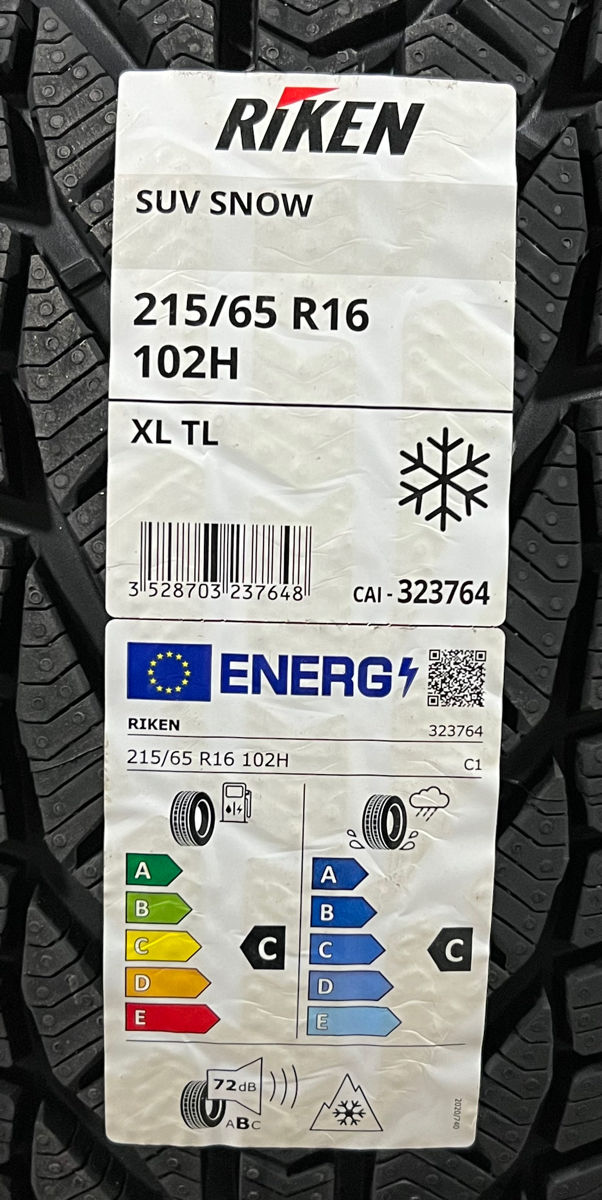 RIKEN
SUV SNOW
215/65 R16
102H
XL TL
3 528703 237648
CAI - 323764
ENERG
RIKEN
323764
215/65 R16 102H
C1
A
B
C
D
E
C
A
B
C
D
E
C
72dB
ABC
2020/740